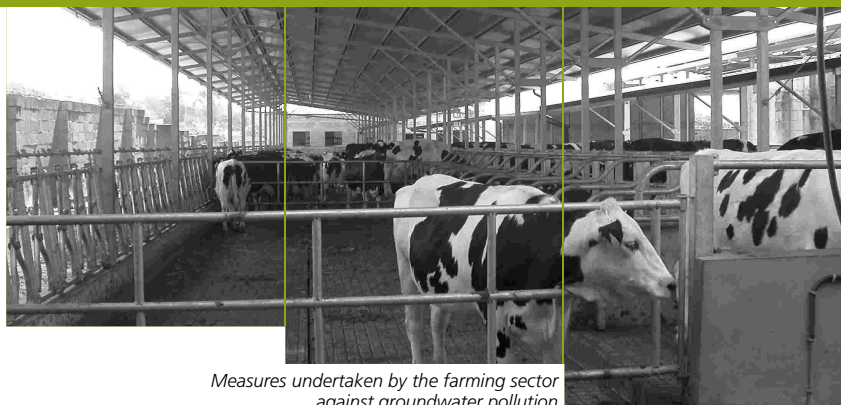 Measures undertaken by the farming sector
against groundwater pollution